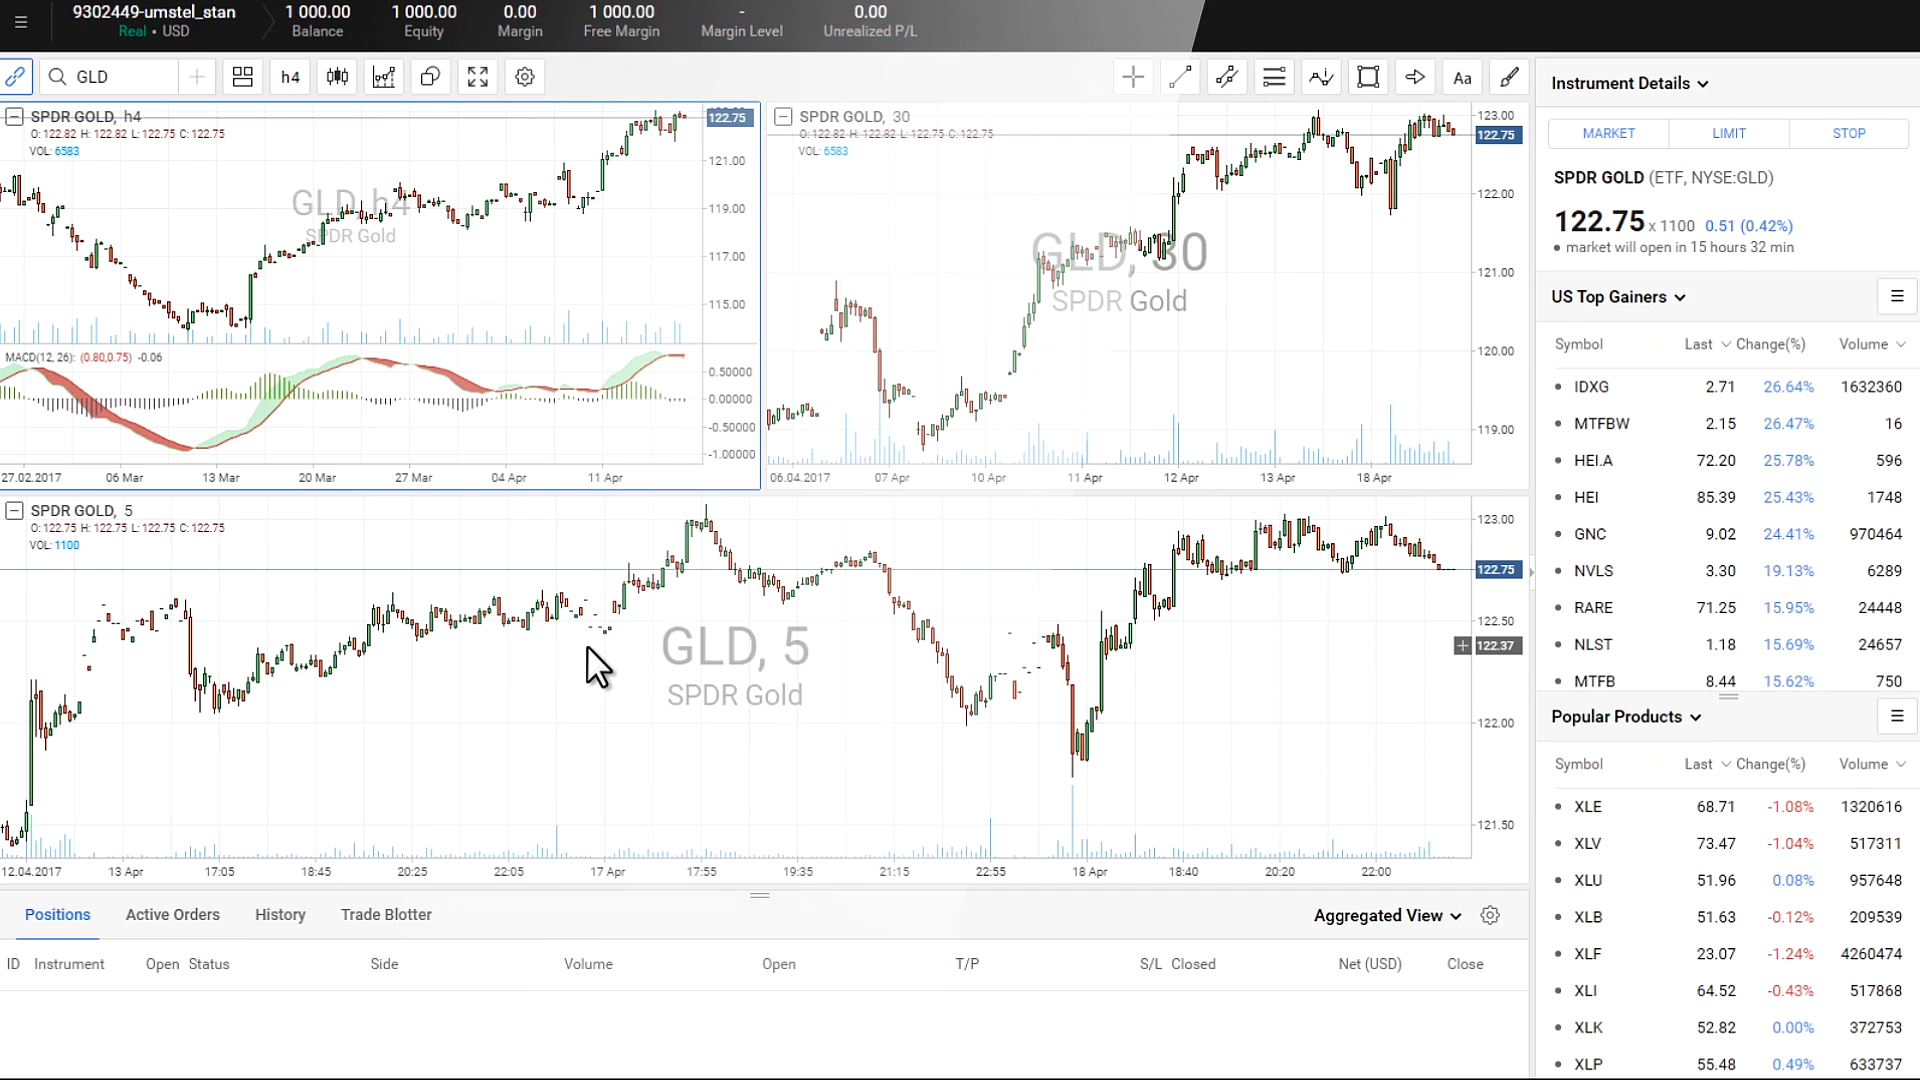 9302449-umstel_stan
Real • USD
1 000.00
Balance
1 000.00
Equity
0.00
Margin
1 000.00
Free Margin
-
Margin Level
0.00
Unrealized P/L
GLD
h4
Aa
SPDR GOLD, h4
O:122.82 H:122.82 L:122.75 C:122.75
VOL: 6583
GLD, h4
SPDR Gold
122.75
121.00
119.00
117.00
115.00
MACD(12, 26): (0.80,0.75) -0.06
0.50000
0.00000
-0.50000
-1.00000
27.02.2017 06 Mar 13 Mar 20 Mar 27 Mar 04 Apr 11 Apr
SPDR GOLD, 30
O:122.82 H:122.82 L:122.75 C:122.75
VOL: 6583
GLD, 30
SPDR Gold
123.00
122.75
122.00
121.00
120.00
119.00
06.04.2017 07 Apr 10 Apr 11 Apr 12 Apr 13 Apr 18 Apr
SPDR GOLD, 5
O:122.75 H:122.75 L:122.75 C:122.75
VOL: 1100
GLD, 5
SPDR Gold
123.00
122.75
122.50
122.37
122.00
121.50
12.04.2017 13 Apr 17:05 18:45 20:25 22:05 17 Apr 17:55 19:35 21:15 22:55 18 Apr 18:40 20:20 22:00
Positions Active Orders History Trade Blotter Aggregated View
ID Instrument Open Status Side Volume Open T/P S/L Closed Net (USD) Close
Instrument Details
MARKET LIMIT STOP
SPDR GOLD (ETF, NYSE:GLD)
122.75 x 1100 0.51 (0.42%)
• market will open in 15 hours 32 min
US Top Gainers
Symbol Last Change(%) Volume
• IDXG 2.71 26.64% 1632360
• MTFBW 2.15 26.47% 16
• HEI.A 72.20 25.78% 596
• HEI 85.39 25.43% 1748
• GNC 9.02 24.41% 970464
• NVLS 3.30 19.13% 6289
• RARE 71.25 15.95% 24448
• NLST 1.18 15.69% 24657
• MTFB 8.44 15.62% 750
Popular Products
Symbol Last Change(%) Volume
• XLE 68.71 -1.08% 1320616
• XLV 73.47 -1.04% 517311
• XLU 51.96 0.08% 957648
• XLB 51.63 -0.12% 209539
• XLF 23.07 -1.24% 4260474
• XLI 64.52 -0.43% 517868
• XLK 52.82 0.00% 372753
• XLP 55.48 0.49% 633737